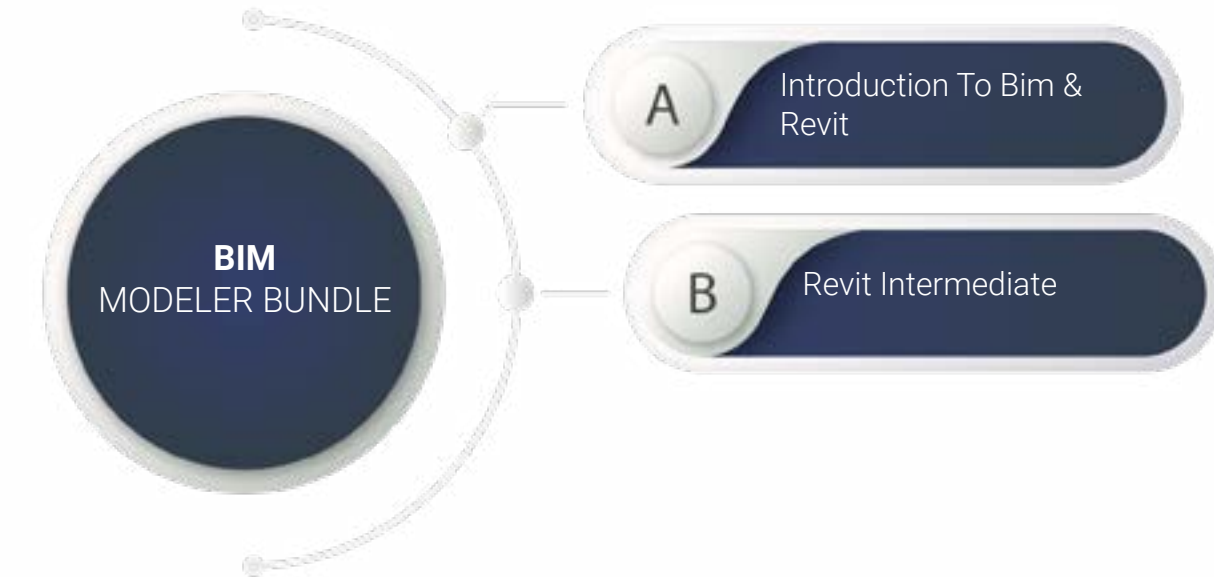 BIM
MODELER BUNDLE
A
Introduction To Bim &
Revit
B
Revit Intermediate